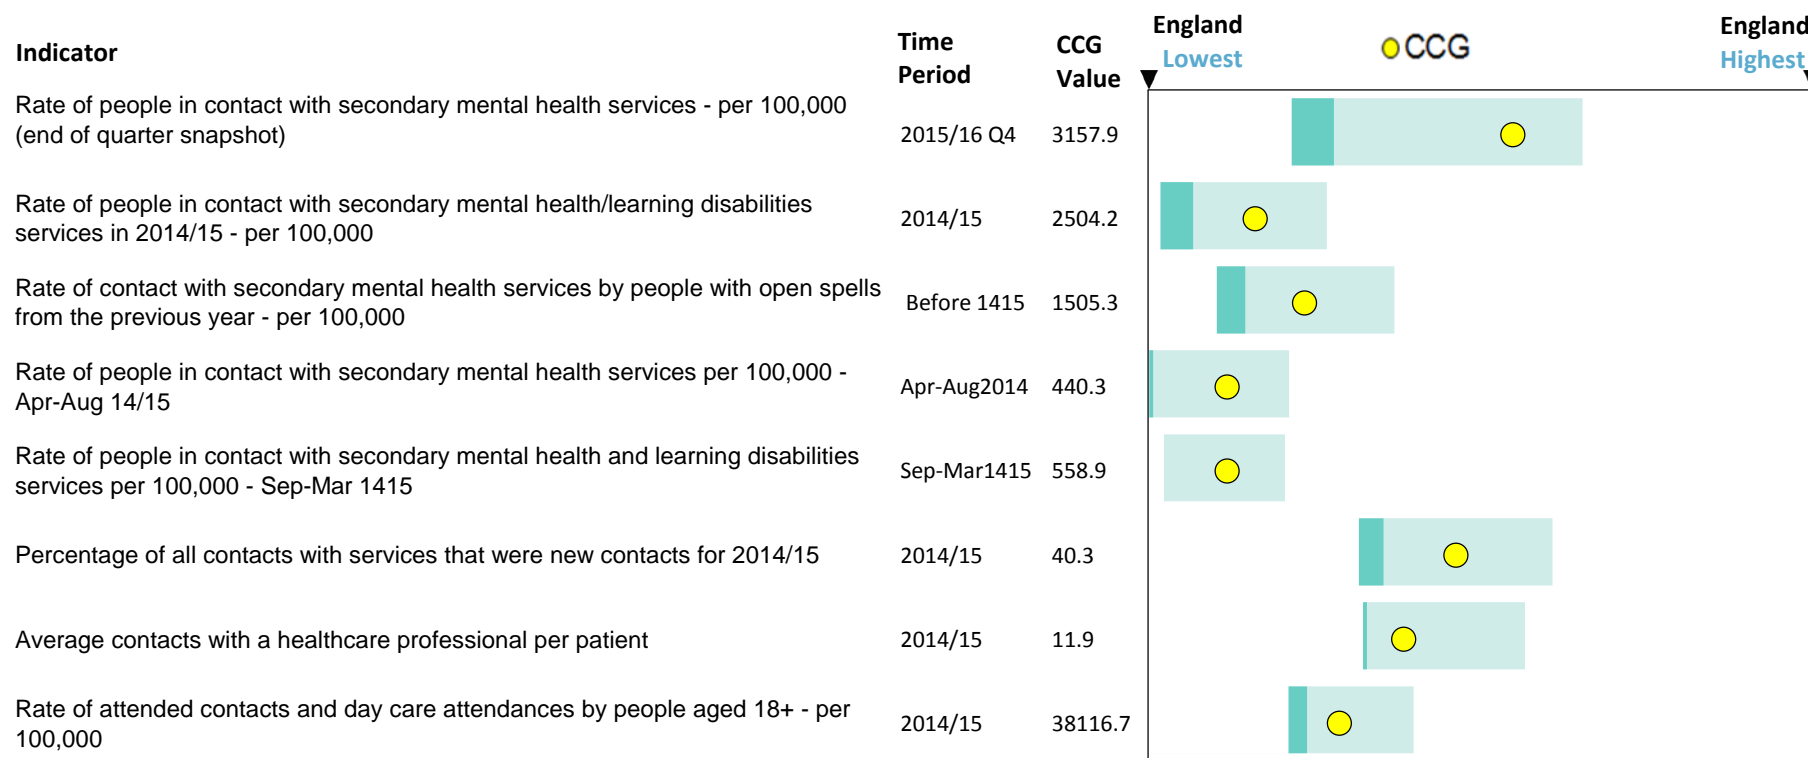 Indicator
Time Period
CCG Value
England Lowest
CCG
England Highest
Rate of people in contact with secondary mental health services - per 100,000
(end of quarter snapshot)
2015/16 Q4 3157.9
Rate of people in contact with secondary mental health/learning disabilities
services in 2014/15 - per 100,000
2014/15 2504.2
Rate of contact with secondary mental health services by people with open spells
from the previous year - per 100,000
Before 1415 1505.3
Rate of people in contact with secondary mental health services per 100,000 -
Apr-Aug 14/15
Apr-Aug2014 440.3
Rate of people in contact with secondary mental health and learning disabilities
services per 100,000 - Sep-Mar 1415
Sep-Mar1415 558.9
Percentage of all contacts with services that were new contacts for 2014/15
2014/15 40.3
Average contacts with a healthcare professional per patient
2014/15 11.9
Rate of attended contacts and day care attendances by people aged 18+ - per
100,000
2014/15 38116.7